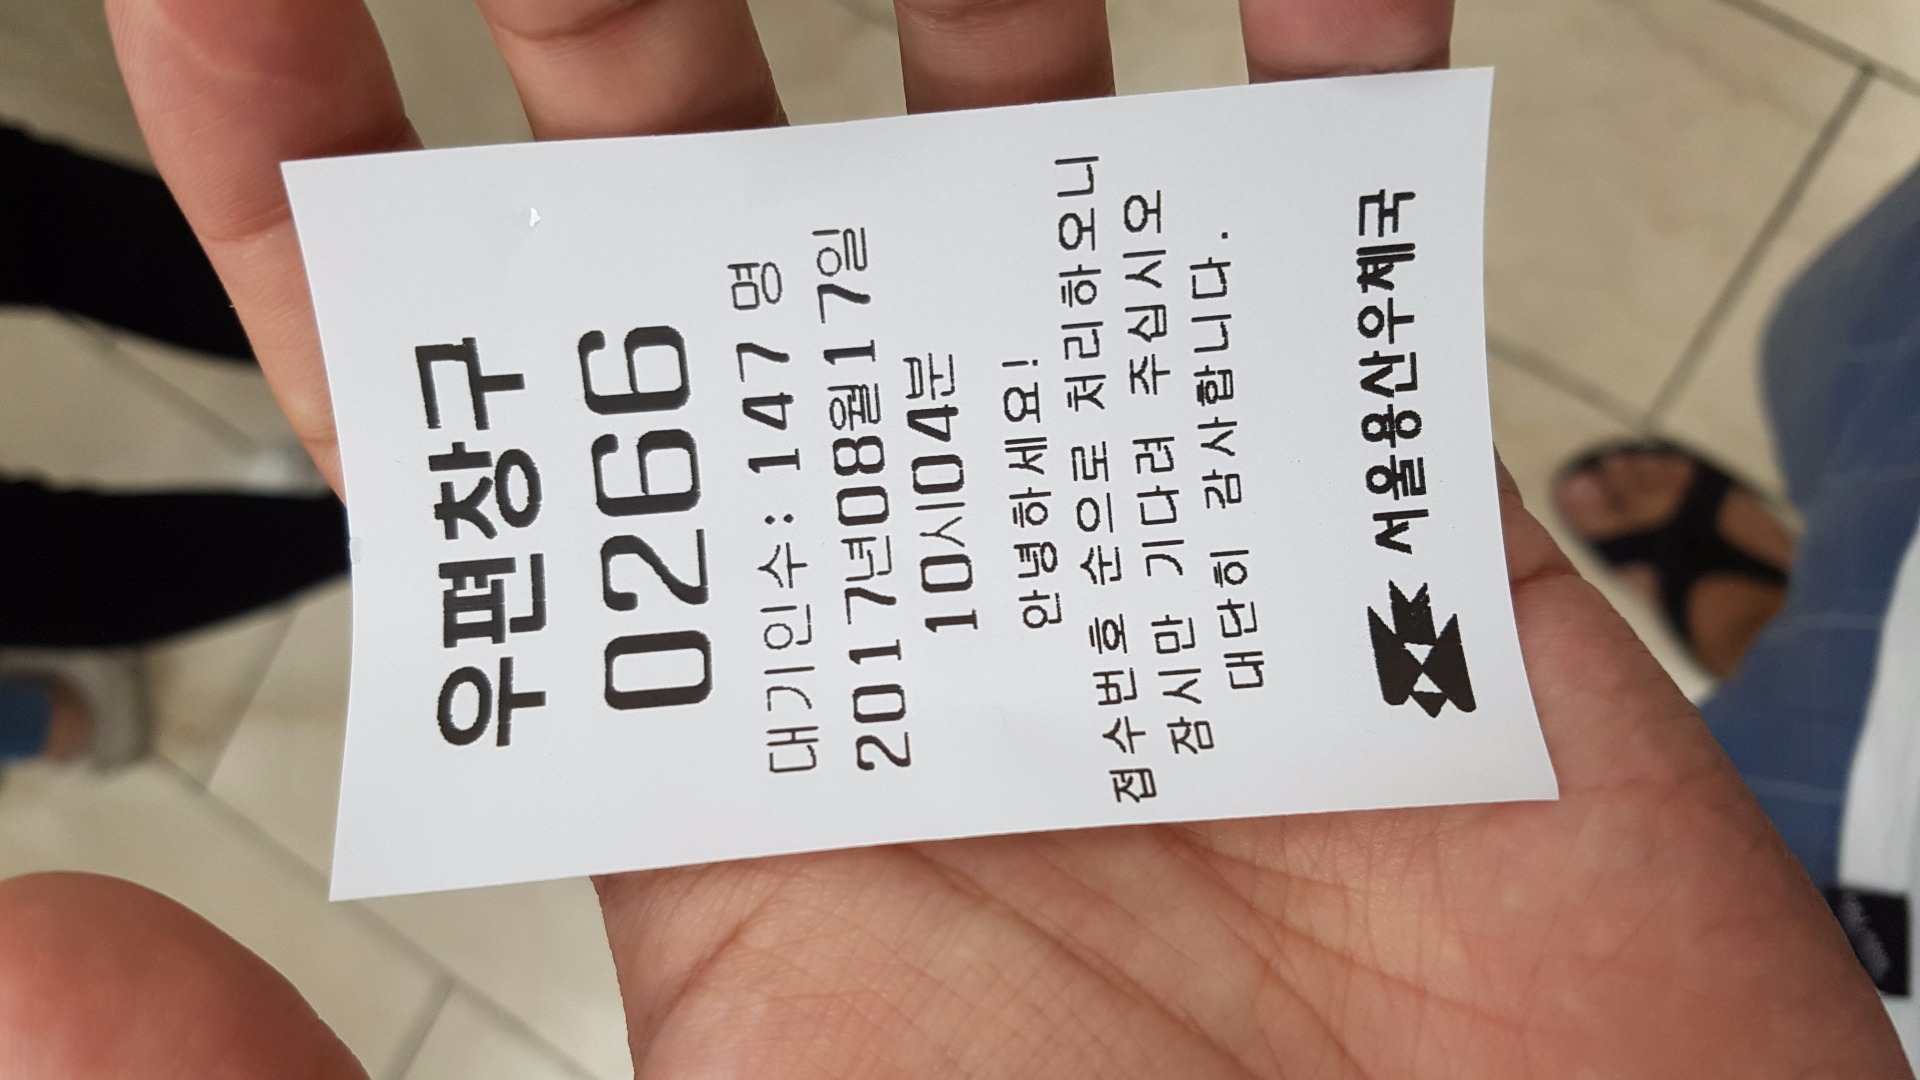 우편창구
0266
대기인수: 147 명
2017년08월17일
10시04분
안녕하세요!
접수번호 순으로 처리하오니
잠시만 기다려 주십시오
대단히 감사합니다.
서울용산우체국